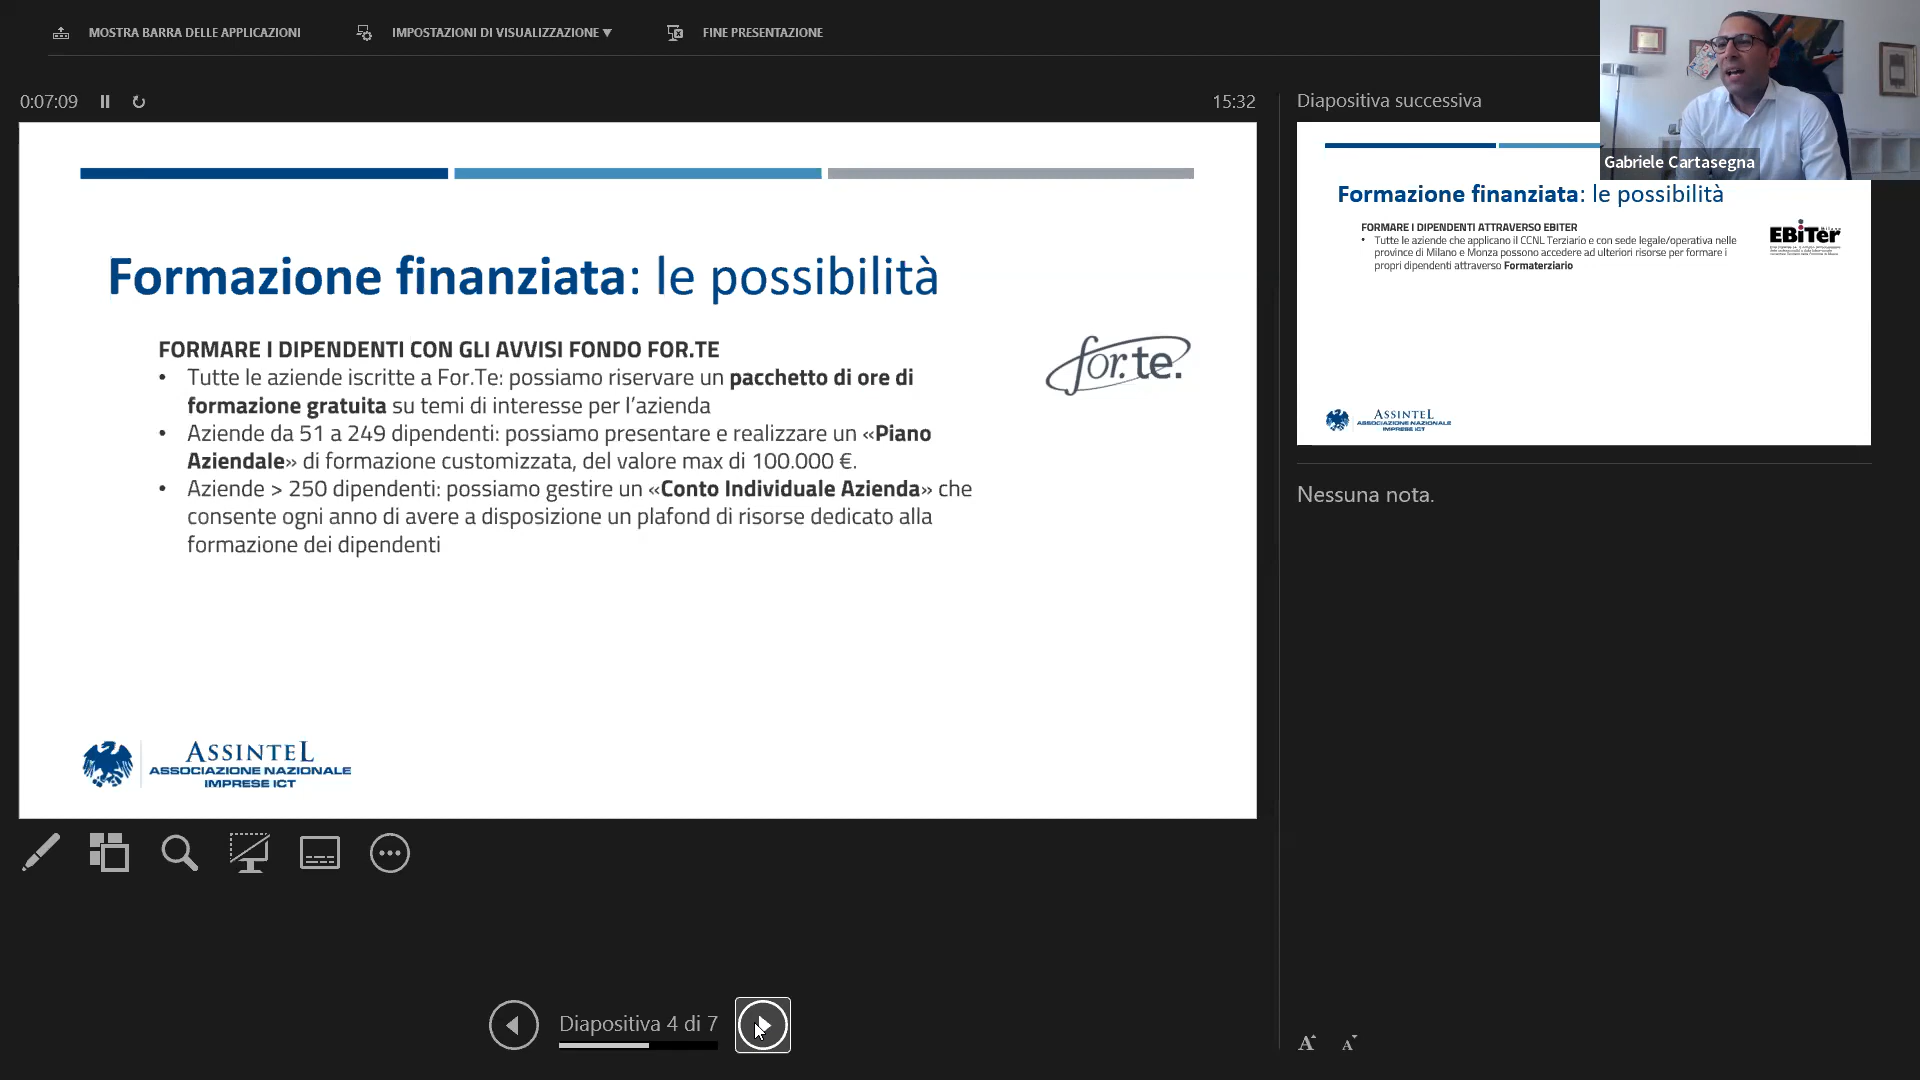 MOSTRA BARRA DELLE APPLICAZIONI
IMPOSTAZIONI DI VISUALIZZAZIONE ▼
FINE PRESENTAZIONE
0:07:09
15:32
Formazione finanziata: le possibilità
FORMARE I DIPENDENTI CON GLI AVVISI FONDO FOR.TE
• Tutte le aziende iscritte a For.Te: possiamo riservare un pacchetto di ore di
formazione gratuita su temi di interesse per l’azienda
• Aziende da 51 a 249 dipendenti: possiamo presentare e realizzare un «Piano
Aziendale» di formazione customizzata, del valore max di 100.000 €.
• Aziende > 250 dipendenti: possiamo gestire un «Conto Individuale Azienda» che
consente ogni anno di avere a disposizione un plafond di risorse dedicato alla
formazione dei dipendenti
for.te.
ASSINTEL
ASSOCIAZIONE NAZIONALE
IMPRESE ICT
Diapositiva 4 di 7
Diapositiva successiva
Gabriele Cartasegna
Formazione finanziata: le possibilità
FORMARE I DIPENDENTI ATTRAVERSO EBITER
• Tutte le aziende che applicano il CCNL Terziario e con sede legale/operativa nelle
province di Milano e Monza possono accedere ad ulteriori risorse per formare i
propri dipendenti attraverso Formaterziario
EBiTer
Milano
ASSINTEL
ASSOCIAZIONE NAZIONALE
IMPRESE ICT
Nessuna nota.
A A